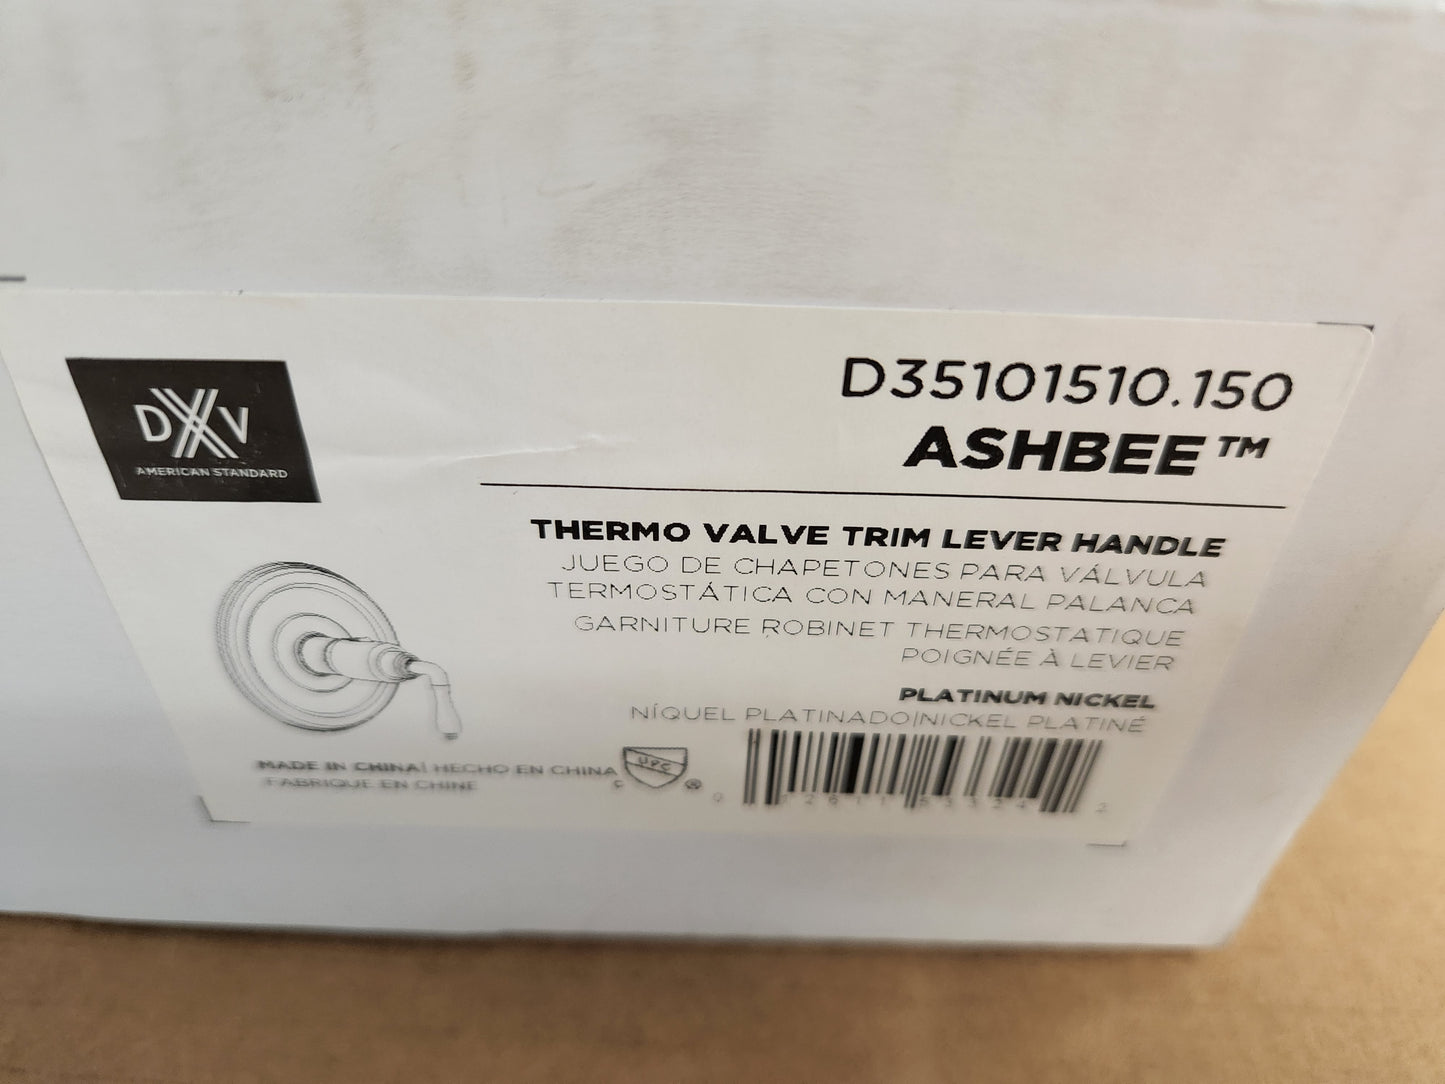 DXV
AMERICAN STANDARD
D35101510.150
ASHBEE™
THERMO VALVE TRIM LEVER HANDLE
JUEGO DE CHAPETONES PARA VÁLVULA
TERMOSTÁTICA CON MANERAL PALANCA
GARNITURE ROBINET THERMOSTATIQUE
POIGNÉE À LEVIER
PLATINUM NICKEL
NÍQUEL PLATINADO|NICKEL PLATINÉ
MADE IN CHINA| HECHO EN CHINA
FABRIQUE EN CHINE
C UPC ®